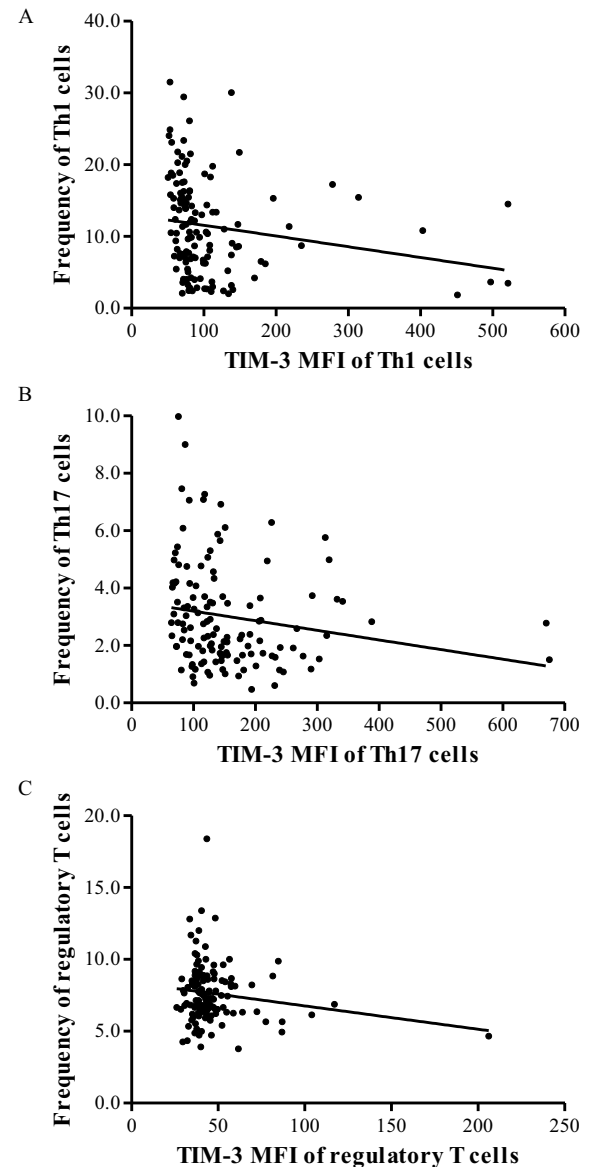 A
40.0
30.0
20.0
10.0
0.0
Frequency of Th1 cells
0 100 200 300 400 500 600
TIM-3 MFI of Th1 cells
B
10.0
8.0
6.0
4.0
2.0
0.0
Frequency of Th17 cells
0 100 200 300 400 500 600 700
TIM-3 MFI of Th17 cells
C
20.0
15.0
10.0
5.0
0.0
Frequency of regulatory T cells
0 50 100 150 200 250
TIM-3 MFI of regulatory T cells